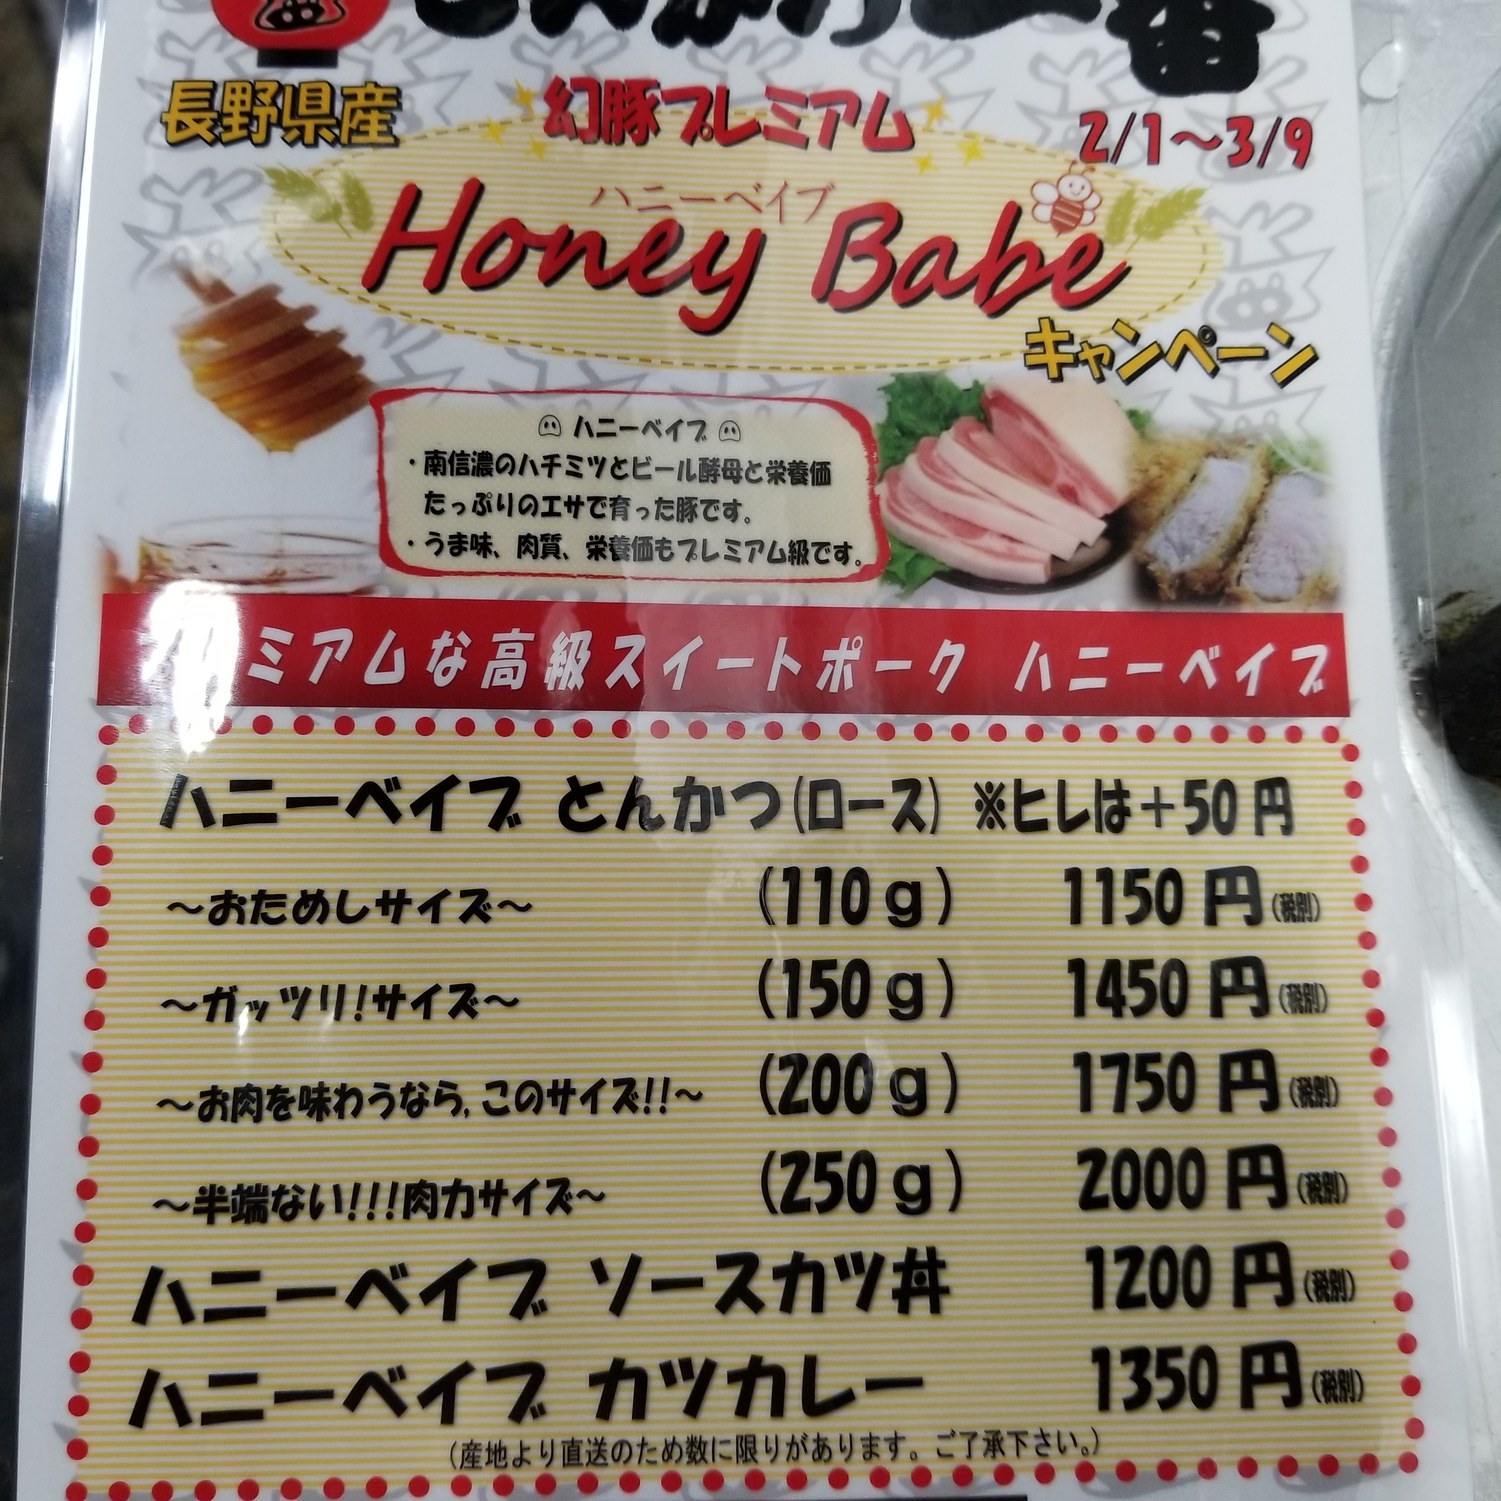 とんかつ一番
長野県産
幻豚プレミアム
2/1～3/9
ハニーベイブ
Honey Babe
キャンペーン
ハニーベイブ
・南信濃のハチミツとビール酵母と栄養価
たっぷりのエサで育った豚です。
・うま味、肉質、栄養価もプレミアム級です。
プレミアムな高級スイートポーク ハニーベイブ
ハニーベイブ とんかつ(ロース) ※ヒレは+50円
～おためしサイズ～ (110g) 1150円(税別)
～ガッツリ!サイズ～ (150g) 1450円(税別)
～お肉を味わうなら,このサイズ!!～ (200g) 1750円(税別)
～半端ない!!!肉力サイズ～ (250g) 2000円(税別)
ハニーベイブ ソースカツ丼 1200円(税別)
ハニーベイブ カツカレー 1350円(税別)
(産地より直送のため数に限りがあります。ご了承下さい。)